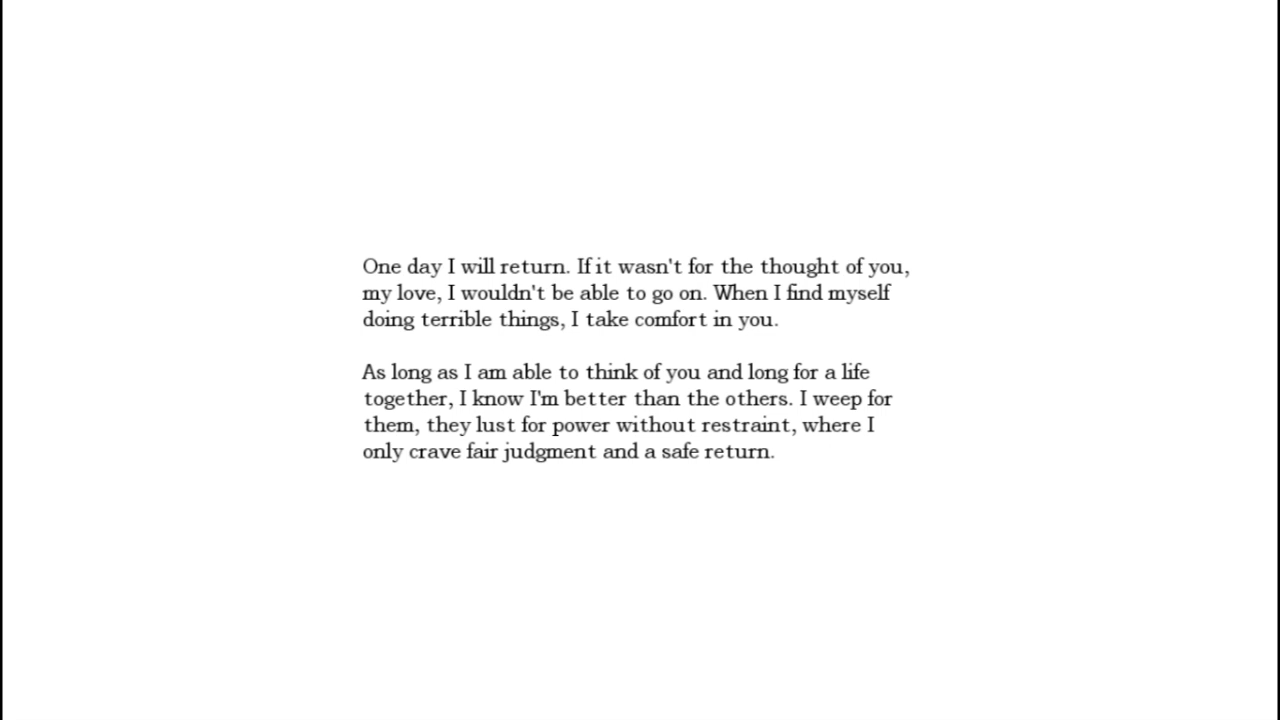 One day I will return. If it wasn't for the thought of you,
my love, I wouldn't be able to go on. When I find myself
doing terrible things, I take comfort in you.
As long as I am able to think of you and long for a life
together, I know I'm better than the others. I weep for
them, they lust for power without restraint, where I
only crave fair judgment and a safe return.